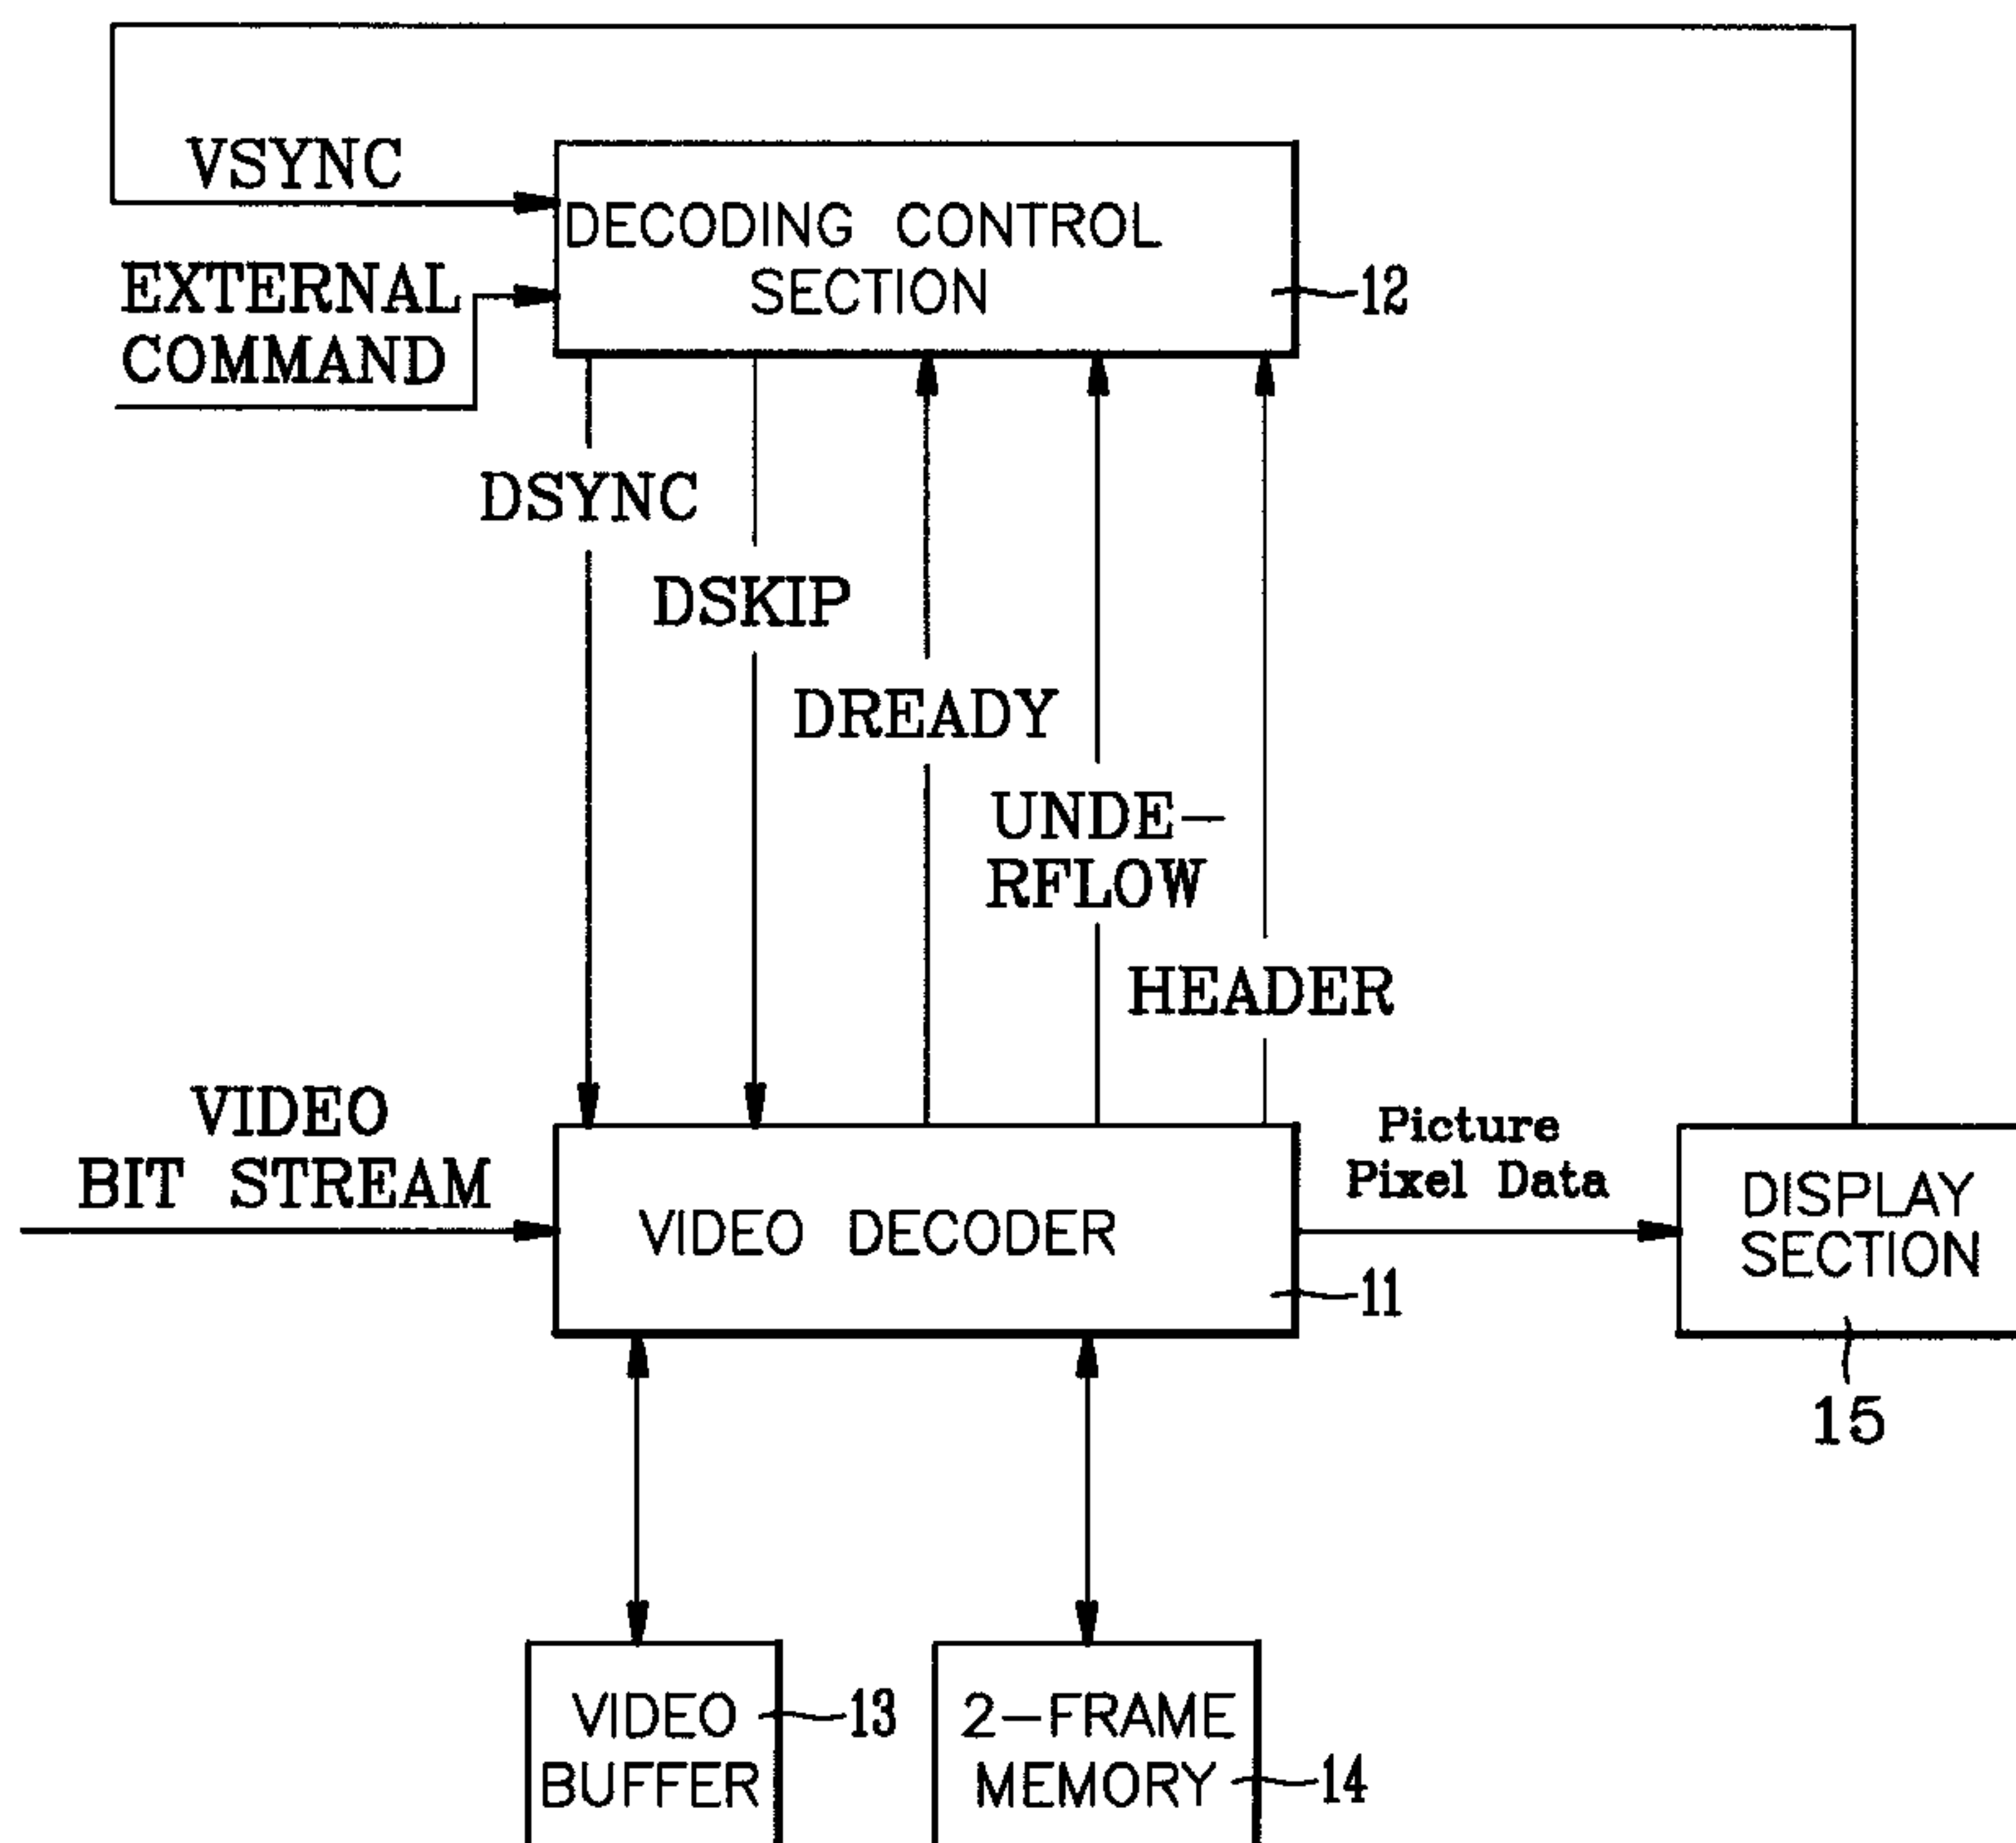 VSYNC
DECODING CONTROL
SECTION
12
EXTERNAL
COMMAND
DSYNC
DSKIP
DREADY
UNDE-
RFLOW
HEADER
VIDEO
BIT STREAM
VIDEO DECODER
11
Picture
Pixel Data
DISPLAY
SECTION
15
VIDEO
BUFFER
13
2-FRAME
MEMORY
14